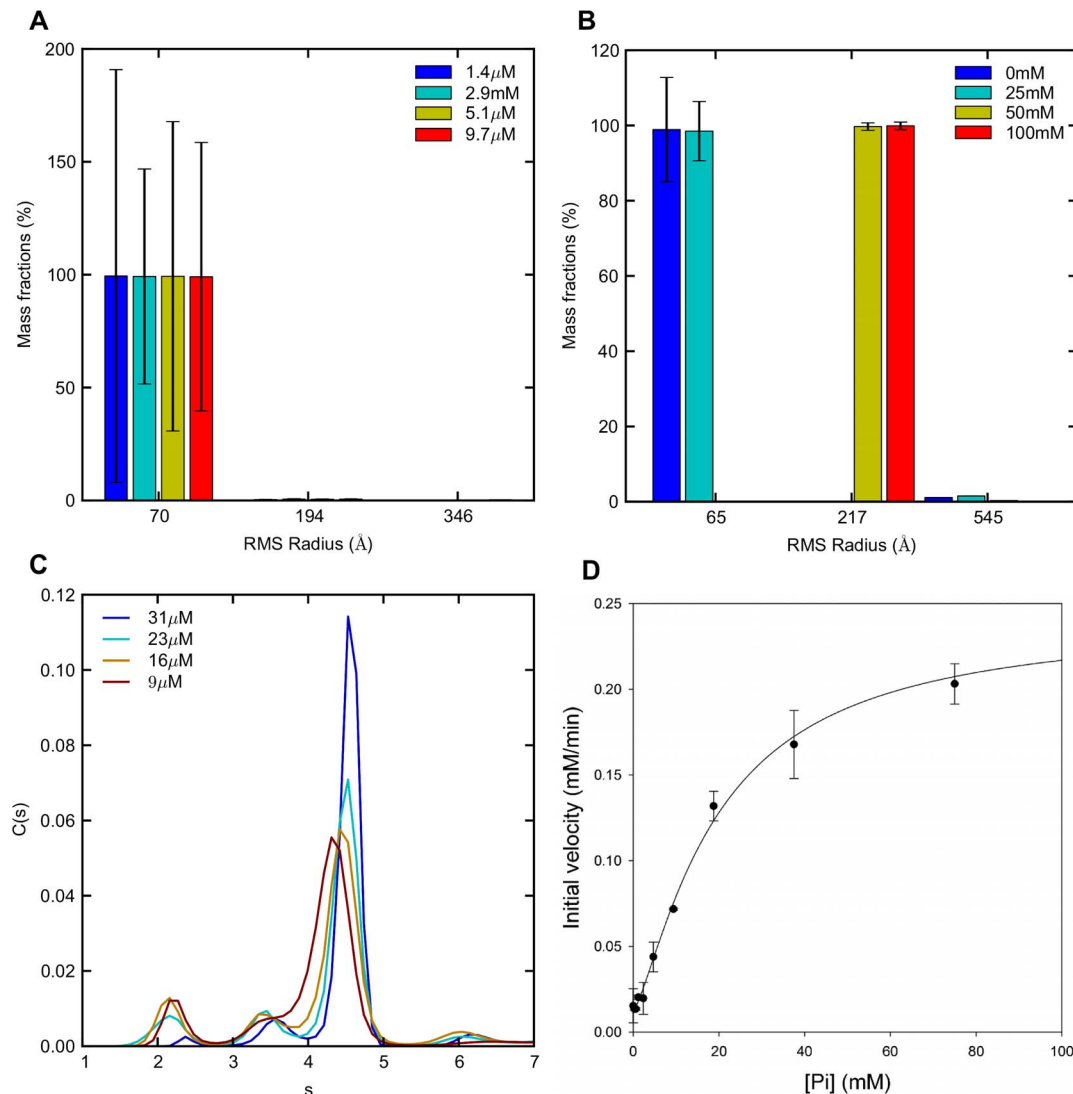 A
200
150
100
50
0
Mass fractions (%)
1.4μM
2.9mM
5.1μM
9.7μM
70 194 346
RMS Radius (Å)
B
120
100
80
60
40
20
0
Mass fractions (%)
0mM
25mM
50mM
100mM
65 217 545
RMS Radius (Å)
C
0.12
0.10
0.08
0.06
0.04
0.02
0.00
C(s)
31μM
23μM
16μM
9μM
1 2 3 4 5 6 7
s
D
0.25
0.20
0.15
0.10
0.05
0.00
Initial velocity (mM/min)
0 20 40 60 80 100
[Pi] (mM)